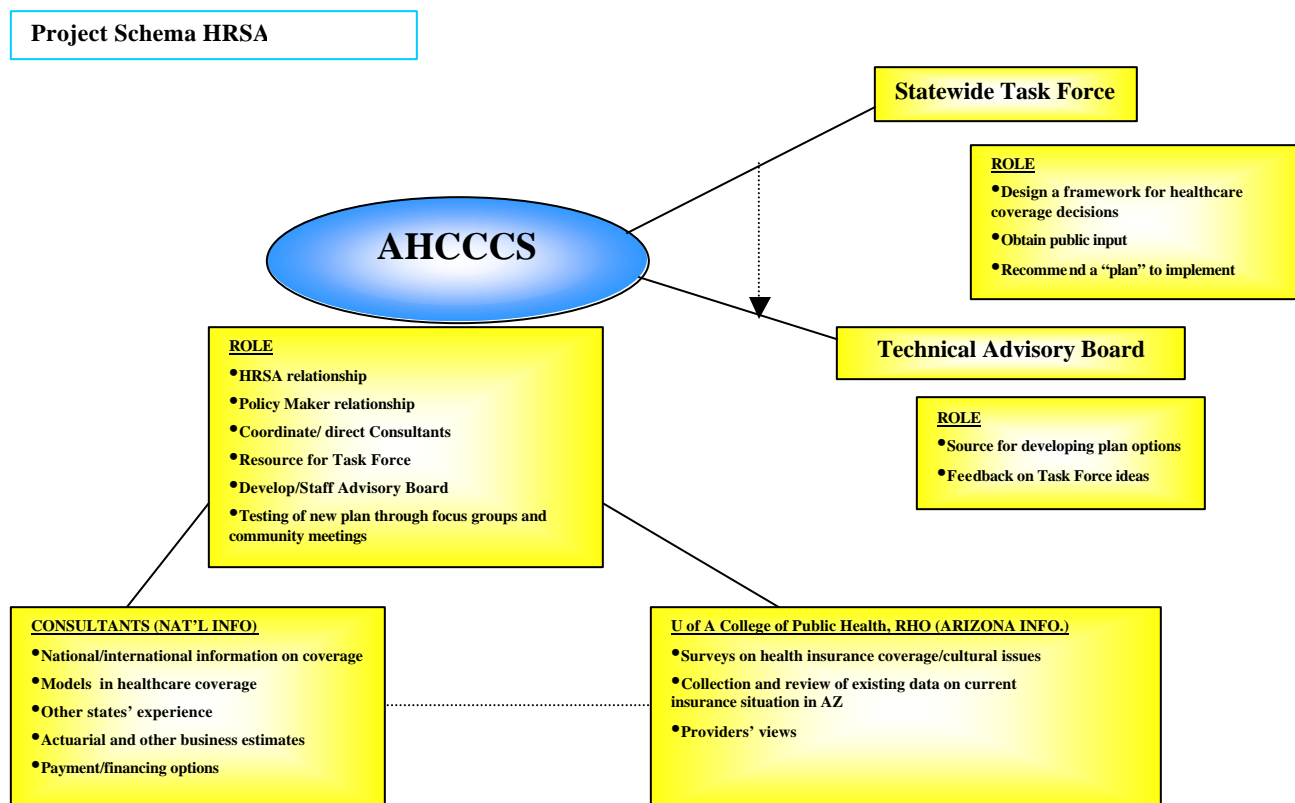 Project Schema HRSA
Statewide Task Force
ROLE
•Design a framework for healthcare
coverage decisions
•Obtain public input
•Recommend a “plan” to implement
AHCCCS
Technical Advisory Board
ROLE
•Source for developing plan options
•Feedback on Task Force ideas
ROLE
•HRSA relationship
•Policy Maker relationship
•Coordinate/ direct Consultants
•Resource for Task Force
•Develop/Staff Advisory Board
•Testing of new plan through focus groups and
community meetings
CONSULTANTS (NAT’L INFO)
•National/international information on coverage
•Models in healthcare coverage
•Other states’ experience
•Actuarial and other business estimates
•Payment/financing options
U of A College of Public Health, RHO (ARIZONA INFO.)
•Surveys on health insurance coverage/cultural issues
•Collection and review of existing data on current
insurance situation in AZ
•Providers’ views